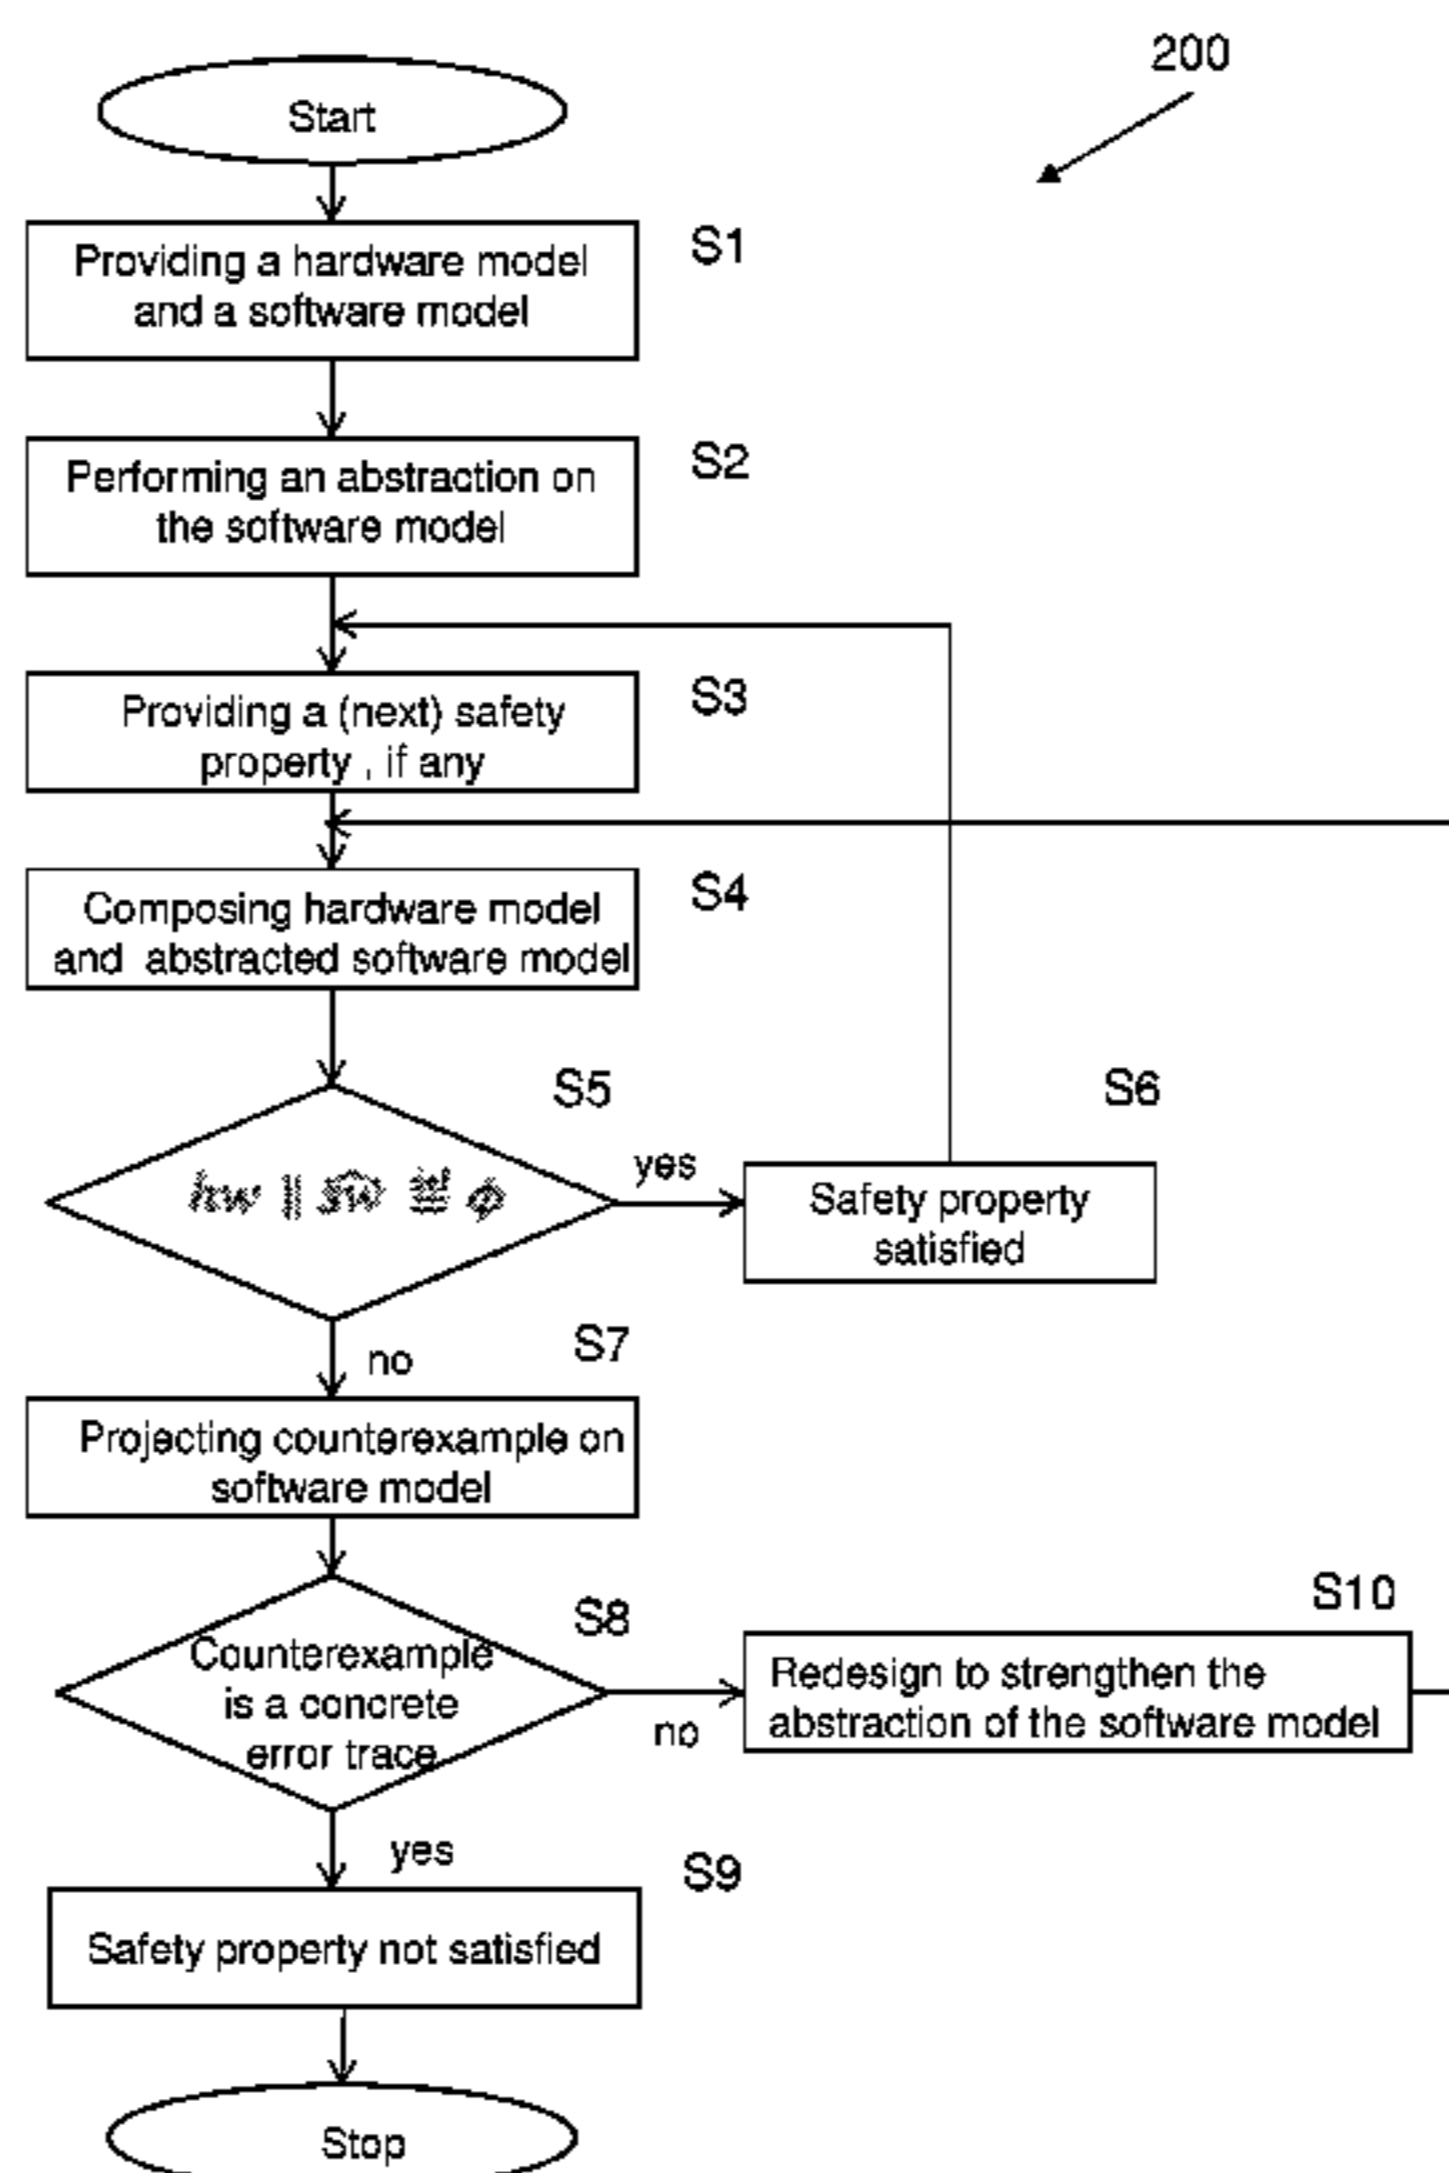 200
Start
S1
Providing a hardware model
and a software model
S2
Performing an abstraction on
the software model
S3
Providing a (next) safety
property , if any
S4
Composing hardware model
and abstracted software model
S5
hw || ŝw φ
yes
S6
Safety property
satisfied
no
S7
Projecting counterexample on
software model
S8
Counterexample
is a concrete
error trace
no
S10
Redesign to strengthen the
abstraction of the software model
yes
S9
Safety property not satisfied
Stop